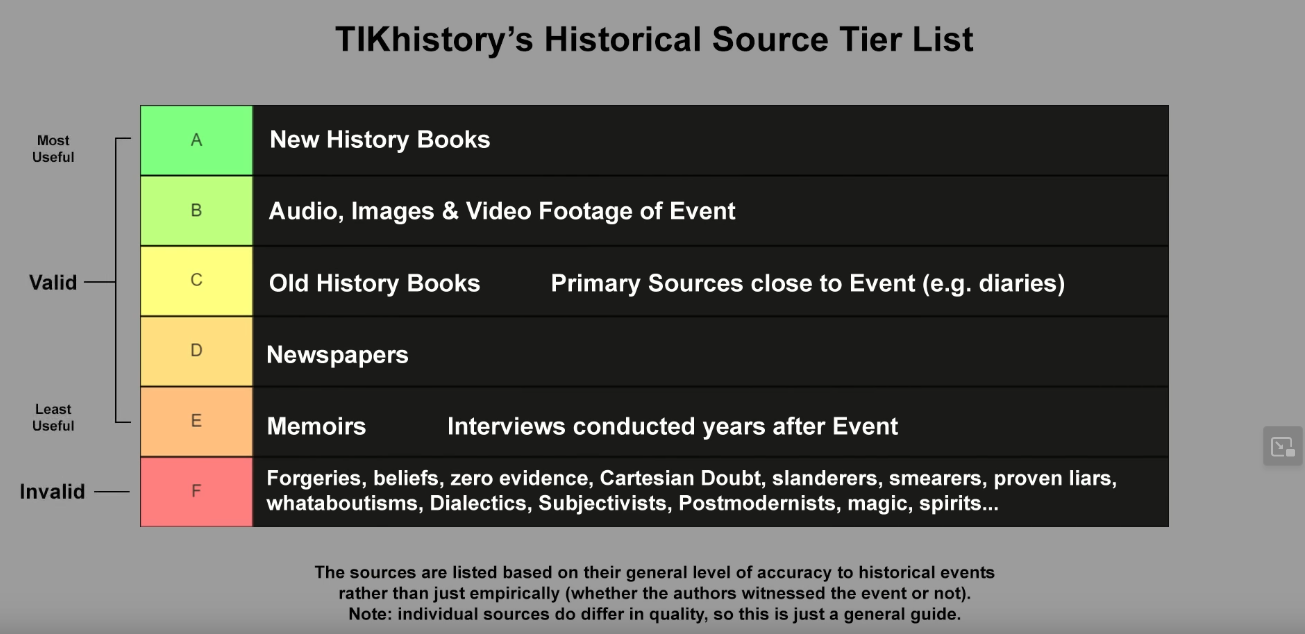 TIKhistory’s Historical Source Tier List
Most
Useful
A
New History Books
B
Audio, Images & Video Footage of Event
Valid
C
Old History Books Primary Sources close to Event (e.g. diaries)
D
Newspapers
Least
Useful
E
Memoirs Interviews conducted years after Event
Invalid
F
Forgeries, beliefs, zero evidence, Cartesian Doubt, slanderers, smearers, proven liars,
whataboutisms, Dialectics, Subjectivists, Postmodernists, magic, spirits...
The sources are listed based on their general level of accuracy to historical events
rather than just empirically (whether the authors witnessed the event or not).
Note: individual sources do differ in quality, so this is just a general guide.